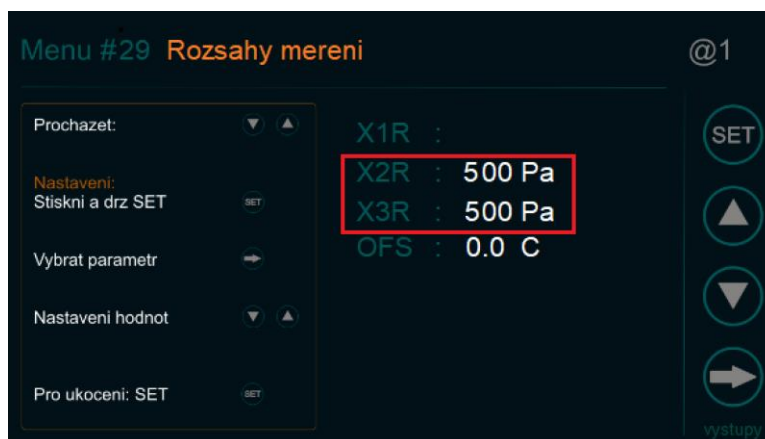 Menu #29 Rozsahy mereni @1
Prochazet:
Nastaveni:
Stiskni a drz SET SET
Vybrat parametr
Nastaveni hodnot
Pro ukoceni: SET SET
X1R :
X2R : 500 Pa
X3R : 500 Pa
OFS : 0.0 C
SET
vystupy